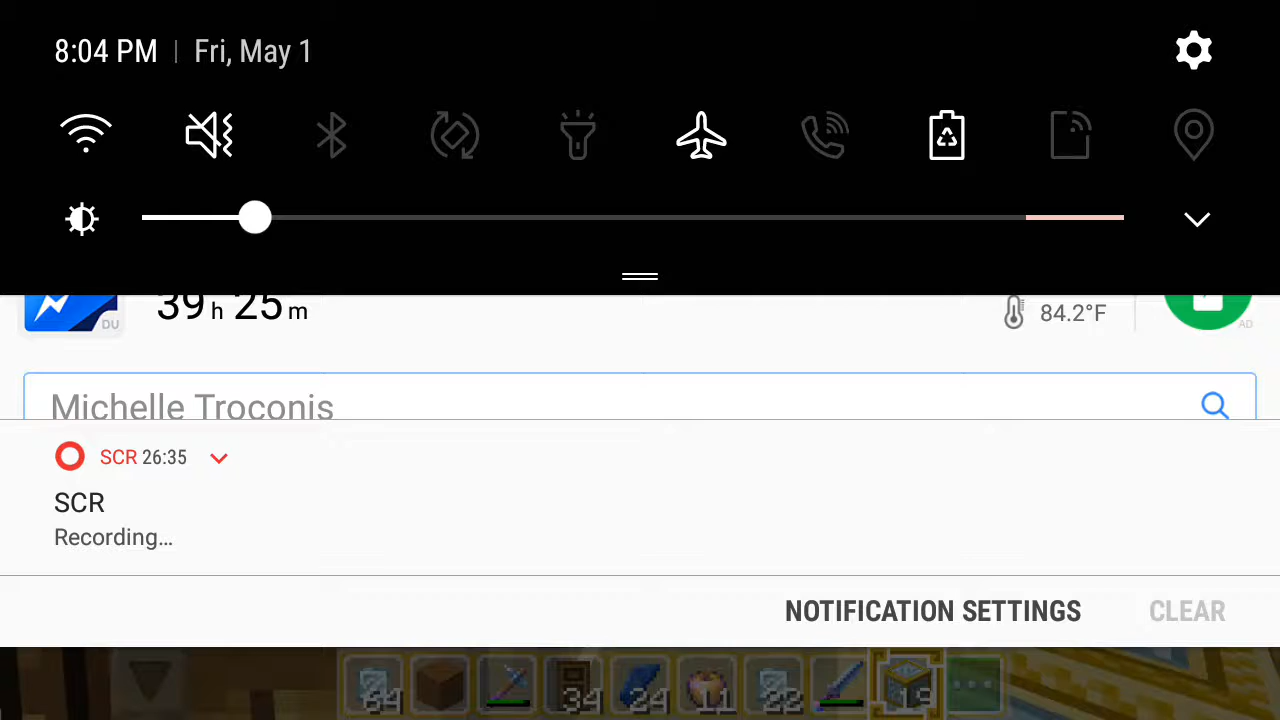 8:04 PM | Fri, May 1
DU
39 h 25 m
84.2°F
AD
Michelle Troconis
SCR 26:35
SCR
Recording...
NOTIFICATION SETTINGS
CLEAR
64
34
24
11
22
19